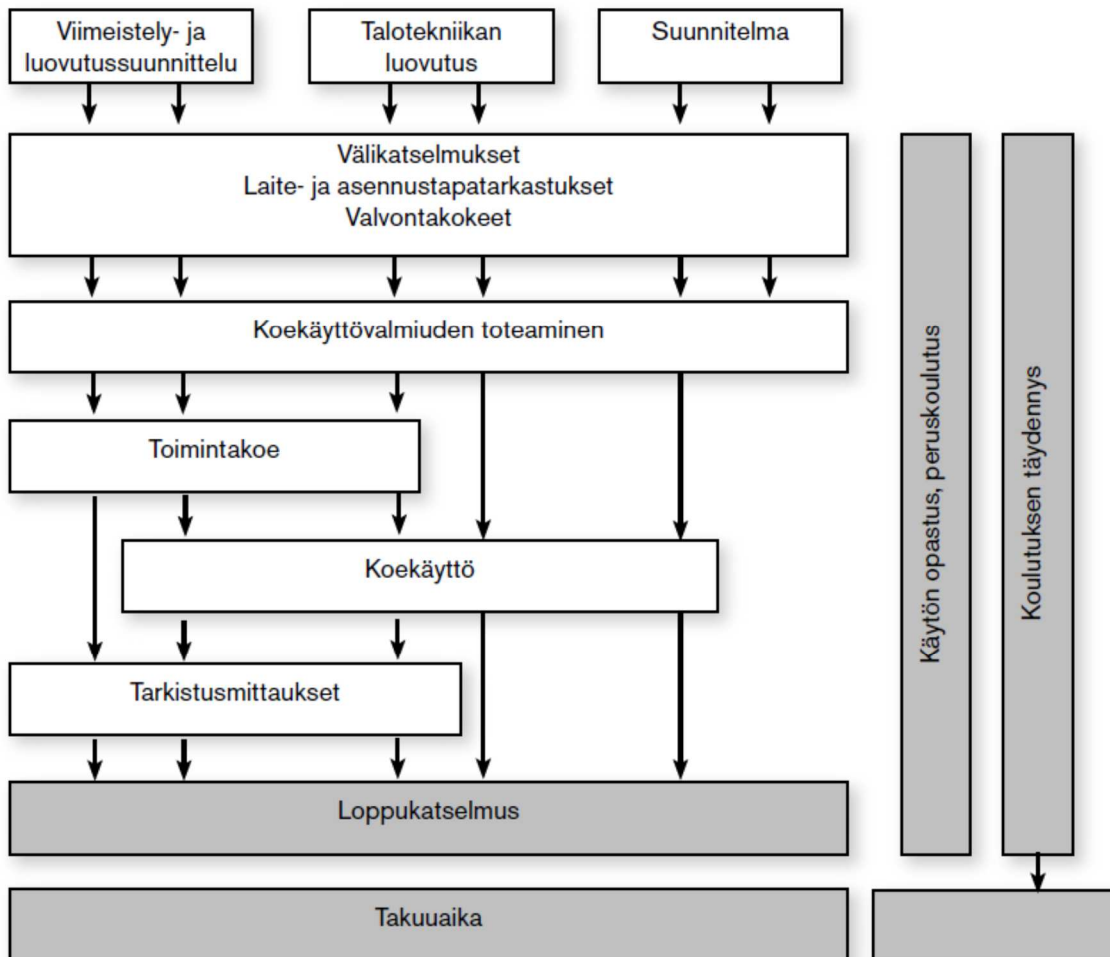 Viimeistely- ja
luovutussuunnittelu
Talotekniikan
luovutus
Suunnitelma
Välikatselmukset
Laite- ja asennustapatarkastukset
Valvontakokeet
Koekäyttövalmiuden toteaminen
Toimintakoe
Koekäyttö
Tarkistusmittaukset
Loppukatselmus
Takuuaika
Käytön opastus, peruskoulutus
Koulutuksen täydennys